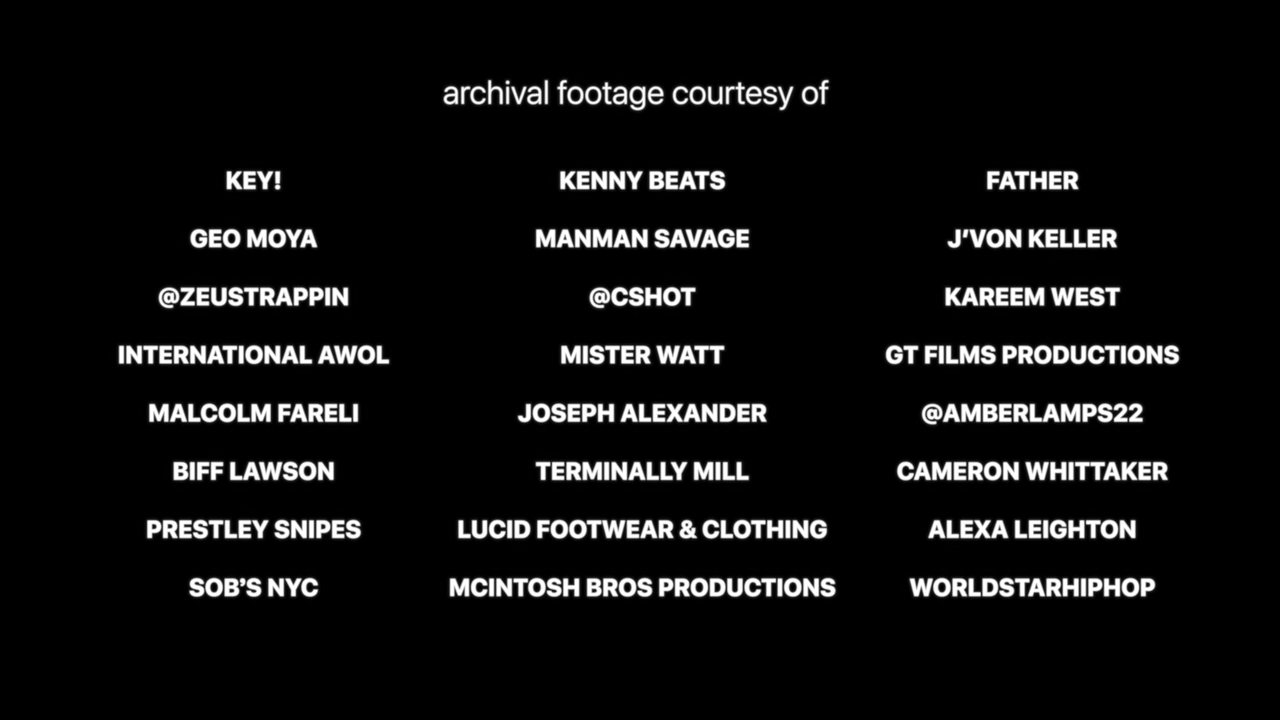 archival footage courtesy of
KEY! KENNY BEATS FATHER
GEO MOYA MANMAN SAVAGE J’VON KELLER
@ZEUSTRAPPIN @CSHOT KAREEM WEST
INTERNATIONAL AWOL MISTER WATT GT FILMS PRODUCTIONS
MALCOLM FARELI JOSEPH ALEXANDER @AMBERLAMPS22
BIFF LAWSON TERMINALLY MILL CAMERON WHITTAKER
PRESTLEY SNIPES LUCID FOOTWEAR & CLOTHING ALEXA LEIGHTON
SOB’S NYC MCINTOSH BROS PRODUCTIONS WORLDSTARHIPHOP